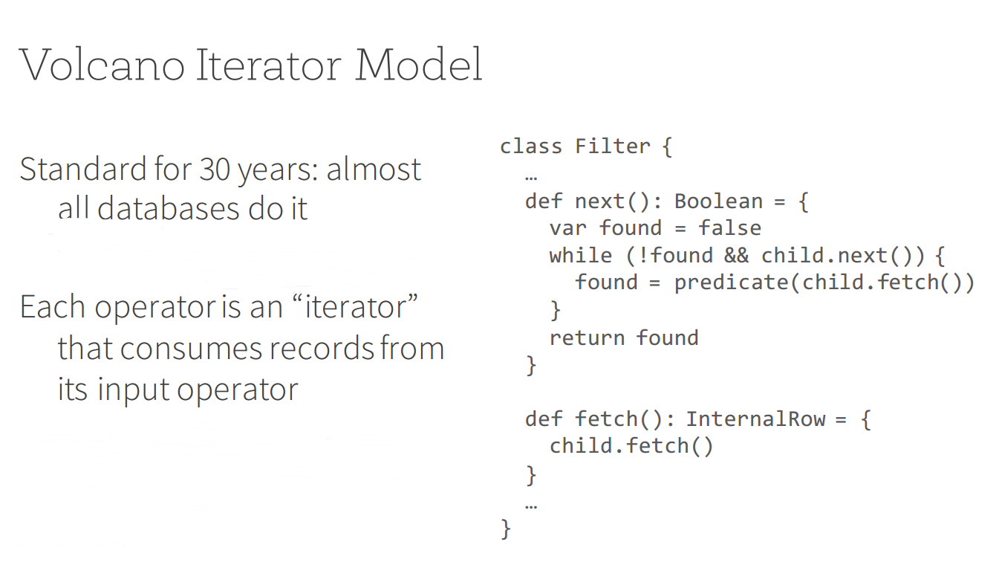 Volcano Iterator Model
Standard for 30 years: almost
all databases do it
Each operator is an “iterator”
that consumes records from
its input operator
class Filter {
…
def next(): Boolean = {
var found = false
while (!found && child.next()) {
found = predicate(child.fetch())
}
return found
}
def fetch(): InternalRow = {
child.fetch()
}
…
}